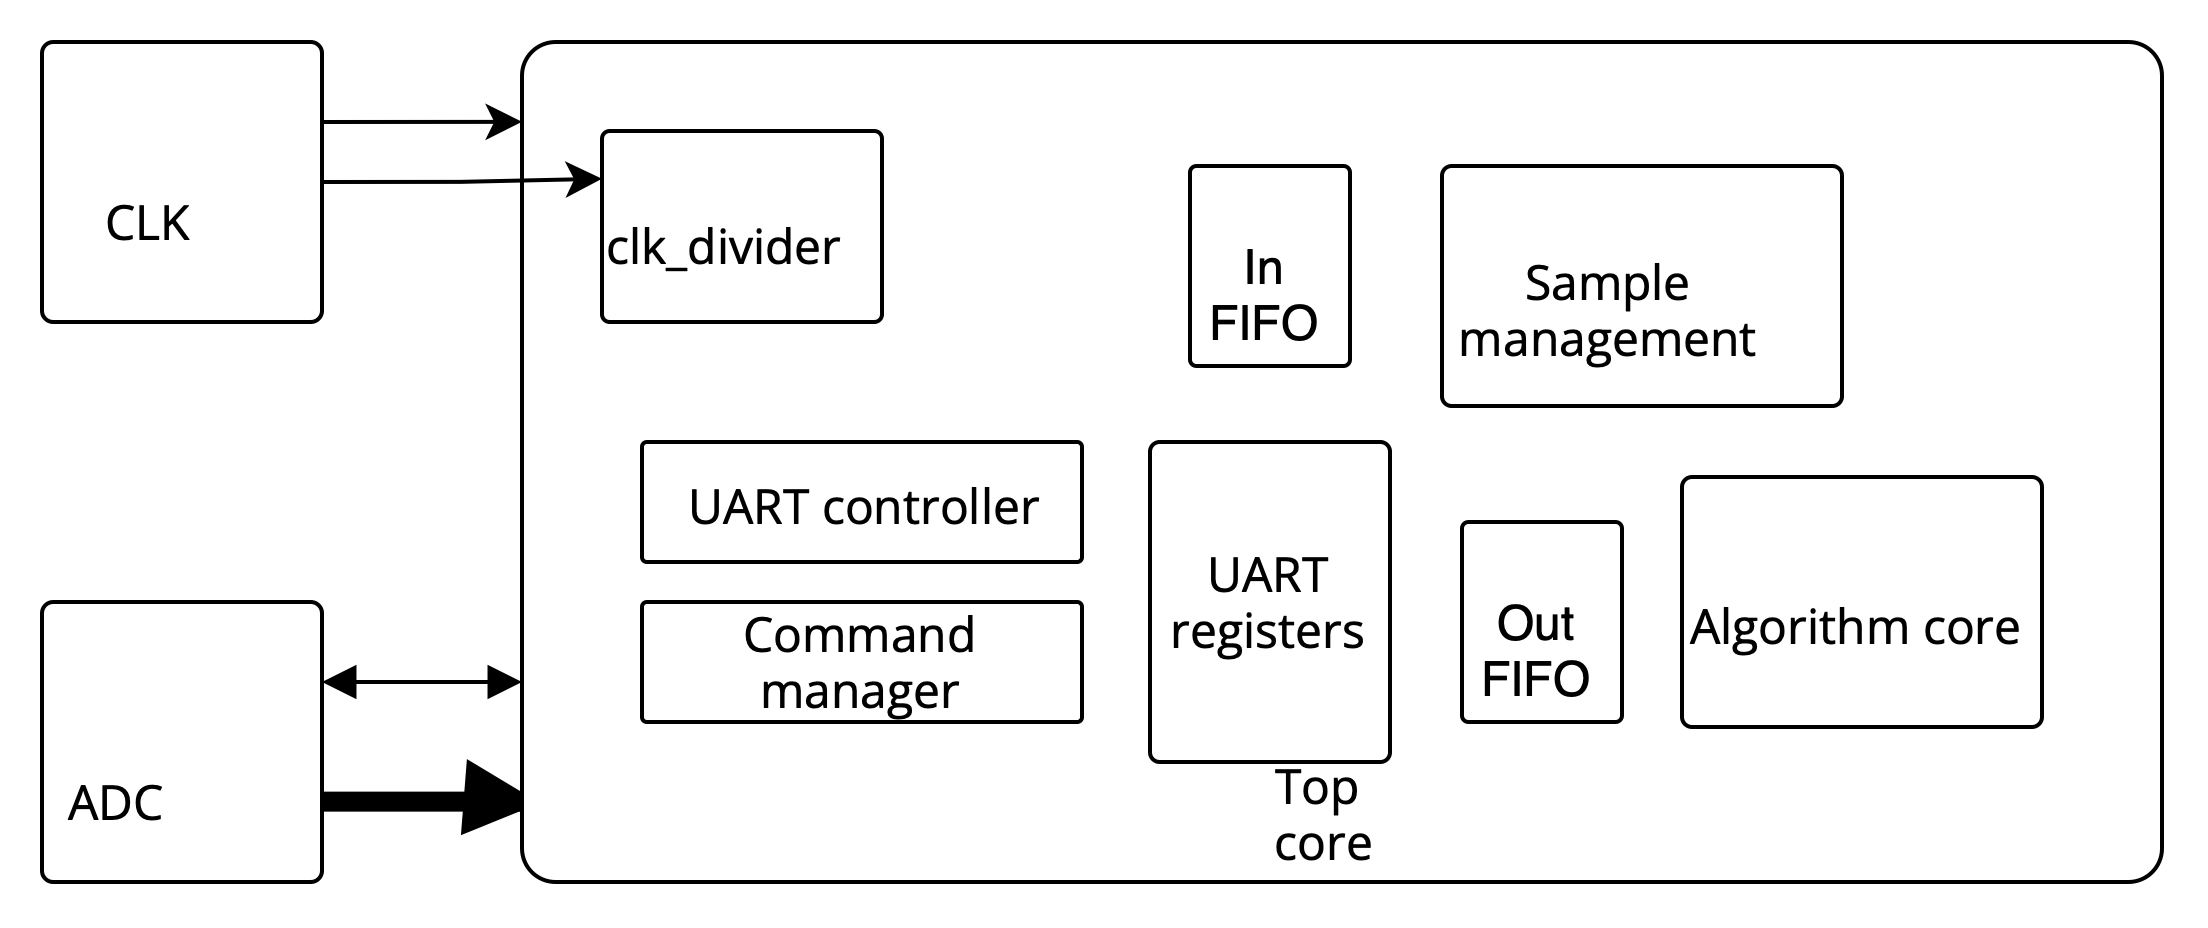 CLK
clk_divider
In
FIFO
Sample
management
UART controller
Command
manager
UART
registers
Out
FIFO
Algorithm core
ADC
Top
core